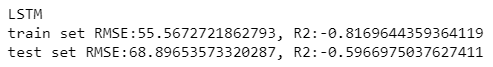 LSTM
train set RMSE:55.5672721862793, R2:-0.8169644359364119
test set RMSE:68.89653573320287, R2:-0.5966975037627411